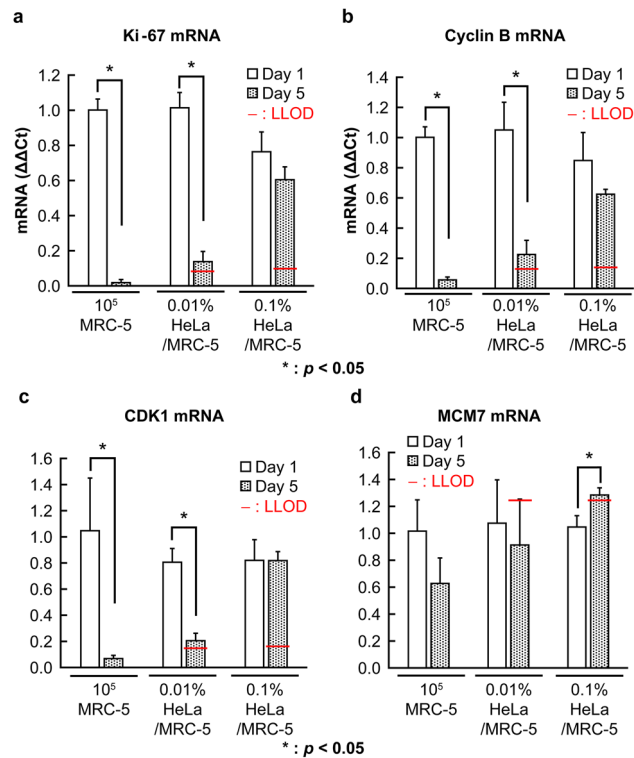 a
Ki-67 mRNA
mRNA (ΔΔCt)
1.2
1.0
0.8
0.6
0.4
0.2
0.0
*
*
Day 1
Day 5
– : LLOD
10⁵
MRC-5
0.01%
HeLa
/MRC-5
0.1%
HeLa
/MRC-5
b
Cyclin B mRNA
mRNA (ΔΔCt)
1.4
1.2
1.0
0.8
0.6
0.4
0.2
0.0
*
*
Day 1
Day 5
– : LLOD
10⁵
MRC-5
0.01%
HeLa
/MRC-5
0.1%
HeLa
/MRC-5
* : p < 0.05
c
CDK1 mRNA
1.6
1.4
1.2
1.0
0.8
0.6
0.4
0.2
0.0
*
*
Day 1
Day 5
– : LLOD
10⁵
MRC-5
0.01%
HeLa
/MRC-5
0.1%
HeLa
/MRC-5
d
MCM7 mRNA
1.6
1.4
1.2
1.0
0.8
0.6
0.4
0.2
0.0
Day 1
Day 5
– : LLOD
*
10⁵
MRC-5
0.01%
HeLa
/MRC-5
0.1%
HeLa
/MRC-5
* : p < 0.05